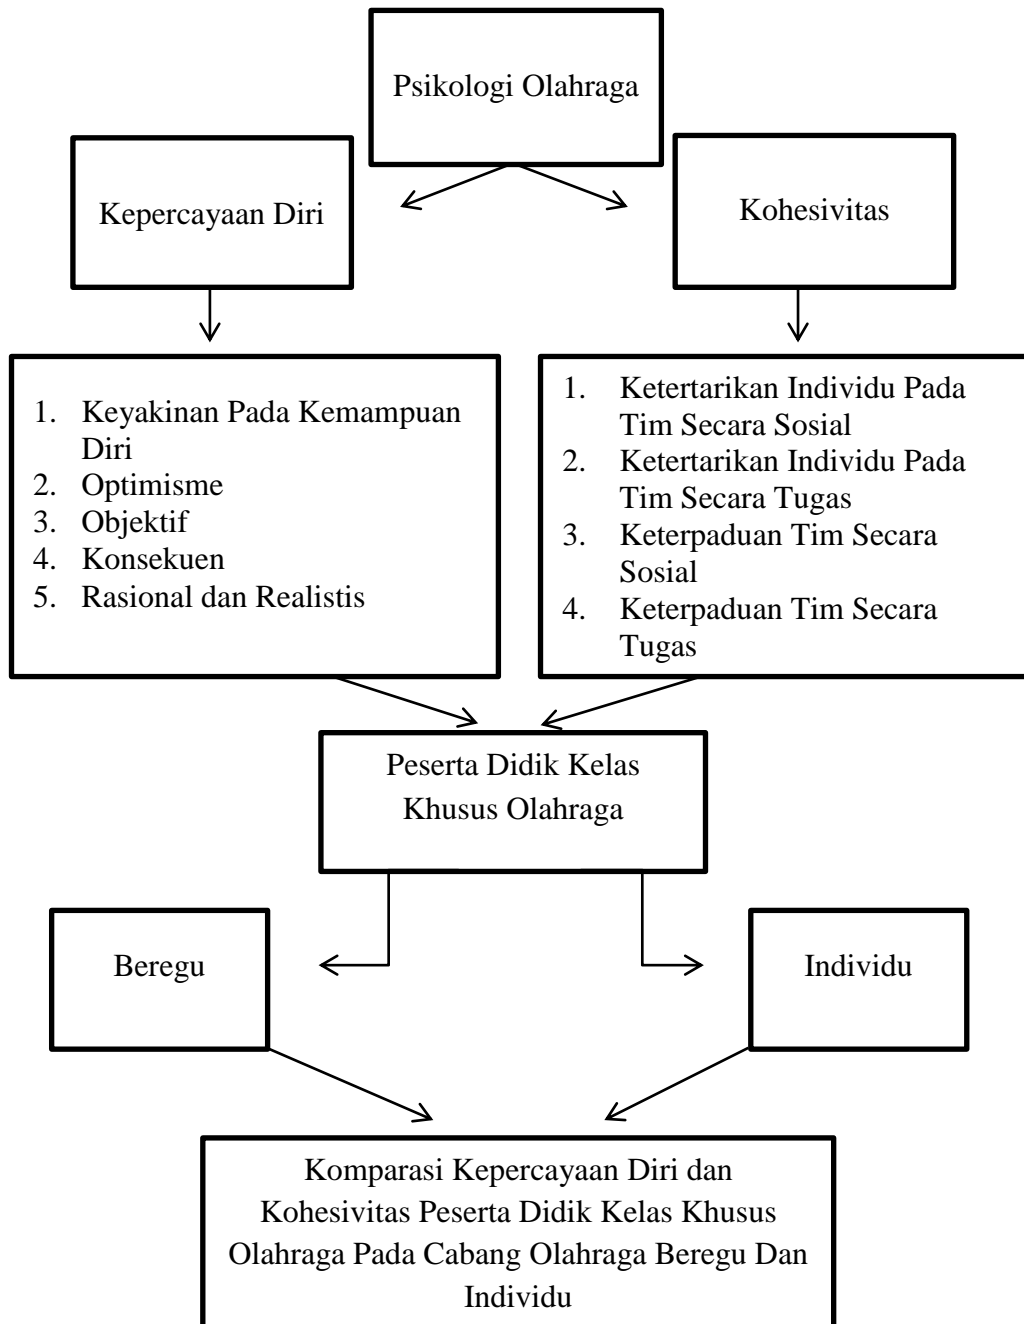 Psikologi Olahraga
Kepercayaan Diri
Kohesivitas
1. Keyakinan Pada Kemampuan
Diri
2. Optimisme
3. Objektif
4. Konsekuen
5. Rasional dan Realistis
1. Ketertarikan Individu Pada
Tim Secara Sosial
2. Ketertarikan Individu Pada
Tim Secara Tugas
3. Keterpaduan Tim Secara
Sosial
4. Keterpaduan Tim Secara
Tugas
Peserta Didik Kelas
Khusus Olahraga
Beregu
Individu
Komparasi Kepercayaan Diri dan
Kohesivitas Peserta Didik Kelas Khusus
Olahraga Pada Cabang Olahraga Beregu Dan
Individu